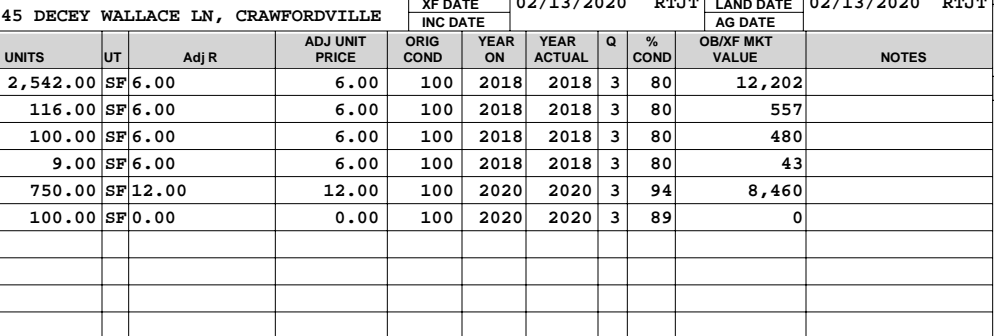 XF DATE 02/13/2020 RTJT LAND DATE 02/13/2020 RTJT
45 DECEY WALLACE LN, CRAWFORDVILLE INC DATE AG DATE
UNITS UT Adj R ADJ UNIT PRICE ORIG COND YEAR ON YEAR ACTUAL Q % COND OB/XF MKT VALUE NOTES
2,542.00 SF 6.00 6.00 100 2018 2018 3 80 12,202
116.00 SF 6.00 6.00 100 2018 2018 3 80 557
100.00 SF 6.00 6.00 100 2018 2018 3 80 480
9.00 SF 6.00 6.00 100 2018 2018 3 80 43
750.00 SF 12.00 12.00 100 2020 2020 3 94 8,460
100.00 SF 0.00 0.00 100 2020 2020 3 89 0